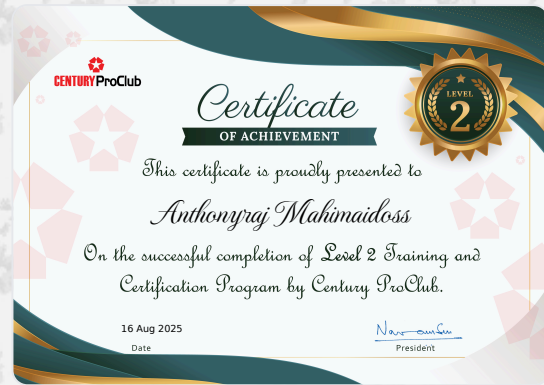 CENTURY ProClub
LEVEL
2
Certificate
OF ACHIEVEMENT
This certificate is proudly presented to
Anthonyraj Mahimaidoss
On the successful completion of Level 2 Training and
Certification Program by Century ProClub.
16 Aug 2025
Date
President